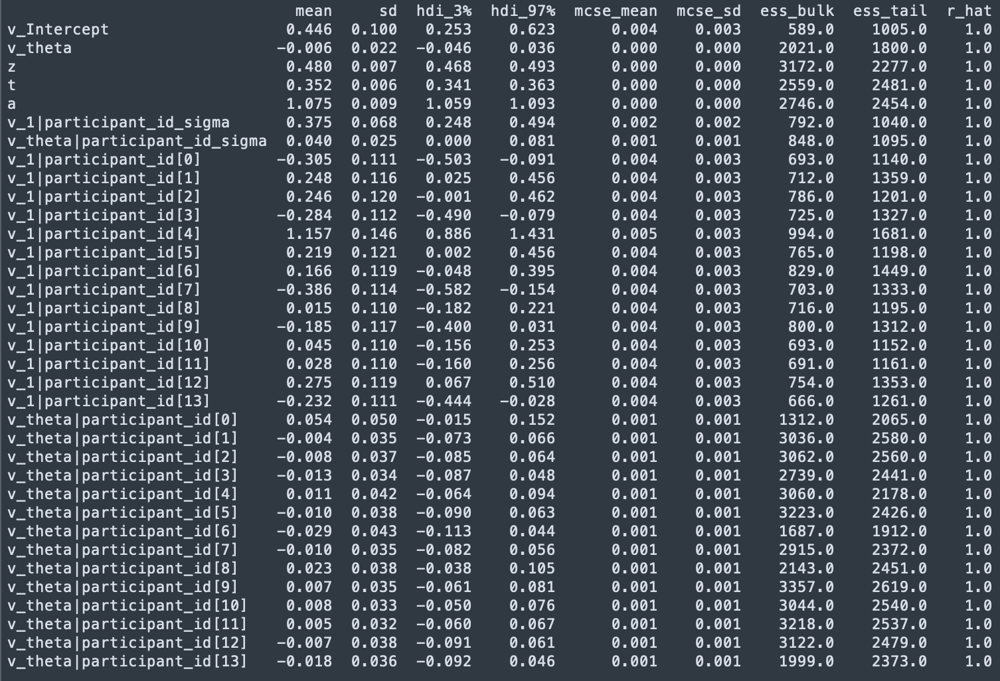 mean sd hdi_3% hdi_97% mcse_mean mcse_sd ess_bulk ess_tail r_hat
v_Intercept 0.446 0.100 0.253 0.623 0.004 0.003 589.0 1005.0 1.0
v_theta -0.006 0.022 -0.046 0.036 0.000 0.000 2021.0 1800.0 1.0
z 0.480 0.007 0.468 0.493 0.000 0.000 3172.0 2277.0 1.0
t 0.352 0.006 0.341 0.363 0.000 0.000 2559.0 2481.0 1.0
a 1.075 0.009 1.059 1.093 0.000 0.000 2746.0 2454.0 1.0
v_1|participant_id_sigma 0.375 0.068 0.248 0.494 0.002 0.002 792.0 1040.0 1.0
v_theta|participant_id_sigma 0.040 0.025 0.000 0.081 0.001 0.001 848.0 1095.0 1.0
v_1|participant_id[0] -0.305 0.111 -0.503 -0.091 0.004 0.003 693.0 1140.0 1.0
v_1|participant_id[1] 0.248 0.116 0.025 0.456 0.004 0.003 712.0 1359.0 1.0
v_1|participant_id[2] 0.246 0.120 -0.001 0.462 0.004 0.003 786.0 1201.0 1.0
v_1|participant_id[3] -0.284 0.112 -0.490 -0.079 0.004 0.003 725.0 1327.0 1.0
v_1|participant_id[4] 1.157 0.146 0.886 1.431 0.005 0.003 994.0 1681.0 1.0
v_1|participant_id[5] 0.219 0.121 0.002 0.456 0.004 0.003 765.0 1198.0 1.0
v_1|participant_id[6] 0.166 0.119 -0.048 0.395 0.004 0.003 829.0 1449.0 1.0
v_1|participant_id[7] -0.386 0.114 -0.582 -0.154 0.004 0.003 703.0 1333.0 1.0
v_1|participant_id[8] 0.015 0.110 -0.182 0.221 0.004 0.003 716.0 1195.0 1.0
v_1|participant_id[9] -0.185 0.117 -0.400 0.031 0.004 0.003 800.0 1312.0 1.0
v_1|participant_id[10] 0.045 0.110 -0.156 0.253 0.004 0.003 693.0 1152.0 1.0
v_1|participant_id[11] 0.028 0.110 -0.160 0.256 0.004 0.003 691.0 1161.0 1.0
v_1|participant_id[12] 0.275 0.119 0.067 0.510 0.004 0.003 754.0 1353.0 1.0
v_1|participant_id[13] -0.232 0.111 -0.444 -0.028 0.004 0.003 666.0 1261.0 1.0
v_theta|participant_id[0] 0.054 0.050 -0.015 0.152 0.001 0.001 1312.0 2065.0 1.0
v_theta|participant_id[1] -0.004 0.035 -0.073 0.066 0.001 0.001 3036.0 2580.0 1.0
v_theta|participant_id[2] -0.008 0.037 -0.085 0.064 0.001 0.001 3062.0 2560.0 1.0
v_theta|participant_id[3] -0.013 0.034 -0.087 0.048 0.001 0.001 2739.0 2441.0 1.0
v_theta|participant_id[4] 0.011 0.042 -0.064 0.094 0.001 0.001 3060.0 2178.0 1.0
v_theta|participant_id[5] -0.010 0.038 -0.090 0.063 0.001 0.001 3223.0 2426.0 1.0
v_theta|participant_id[6] -0.029 0.043 -0.113 0.044 0.001 0.001 1687.0 1912.0 1.0
v_theta|participant_id[7] -0.010 0.035 -0.082 0.056 0.001 0.001 2915.0 2372.0 1.0
v_theta|participant_id[8] 0.023 0.038 -0.038 0.105 0.001 0.001 2143.0 2451.0 1.0
v_theta|participant_id[9] 0.007 0.035 -0.061 0.081 0.001 0.001 3357.0 2619.0 1.0
v_theta|participant_id[10] 0.008 0.033 -0.050 0.076 0.001 0.001 3044.0 2540.0 1.0
v_theta|participant_id[11] 0.005 0.032 -0.060 0.067 0.001 0.001 3218.0 2537.0 1.0
v_theta|participant_id[12] -0.007 0.038 -0.091 0.061 0.001 0.001 3122.0 2479.0 1.0
v_theta|participant_id[13] -0.018 0.036 -0.092 0.046 0.001 0.001 1999.0 2373.0 1.0